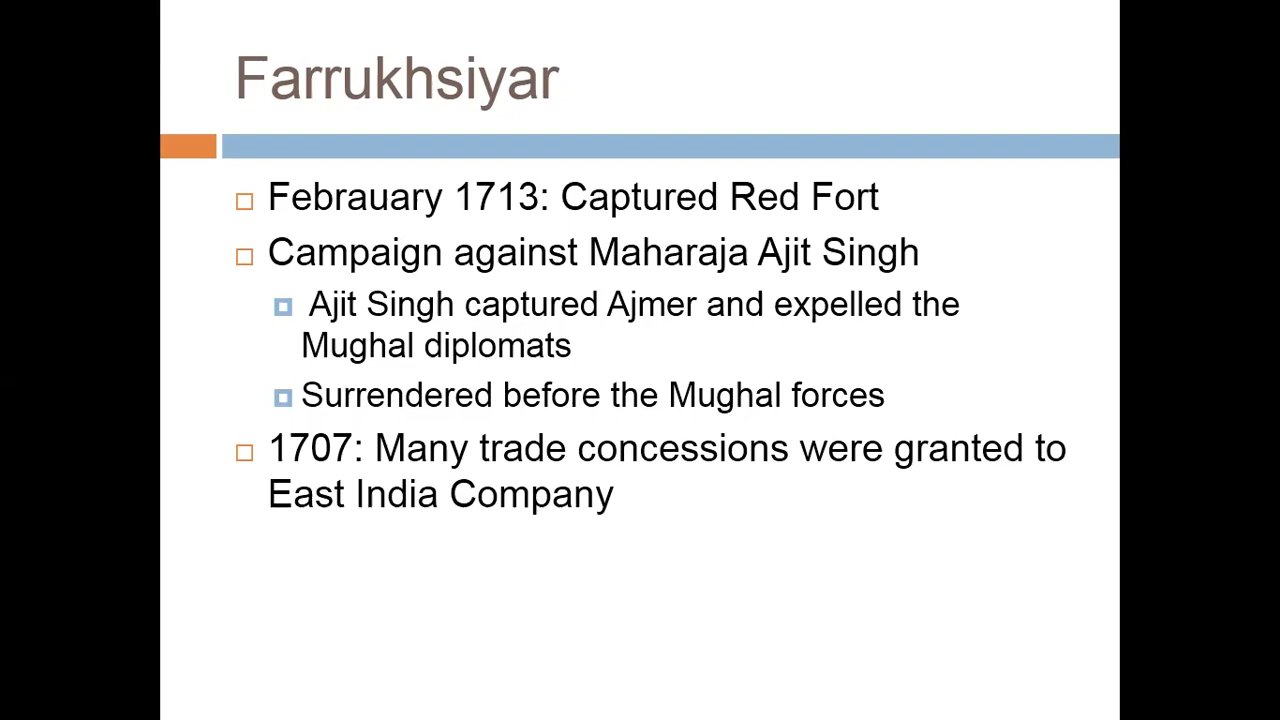 Farrukhsiyar
Febrauary 1713: Captured Red Fort
Campaign against Maharaja Ajit Singh
Ajit Singh captured Ajmer and expelled the
Mughal diplomats
Surrendered before the Mughal forces
1707: Many trade concessions were granted to
East India Company